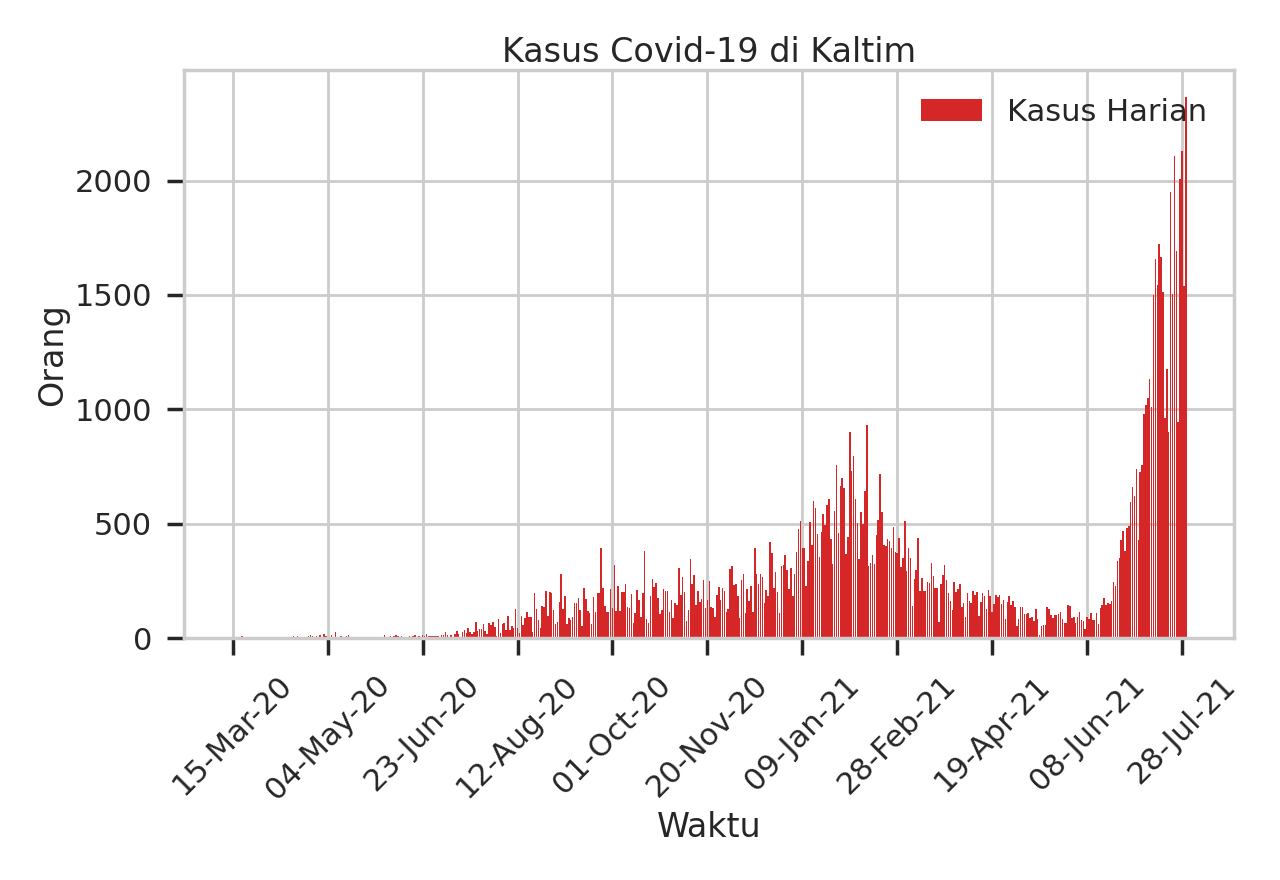 Kasus Covid-19 di Kaltim
Kasus Harian
2000
1500
1000
500
0
Orang
15-Mar-20
04-May-20
23-Jun-20
12-Aug-20
01-Oct-20
20-Nov-20
09-Jan-21
28-Feb-21
19-Apr-21
08-Jun-21
28-Jul-21
Waktu